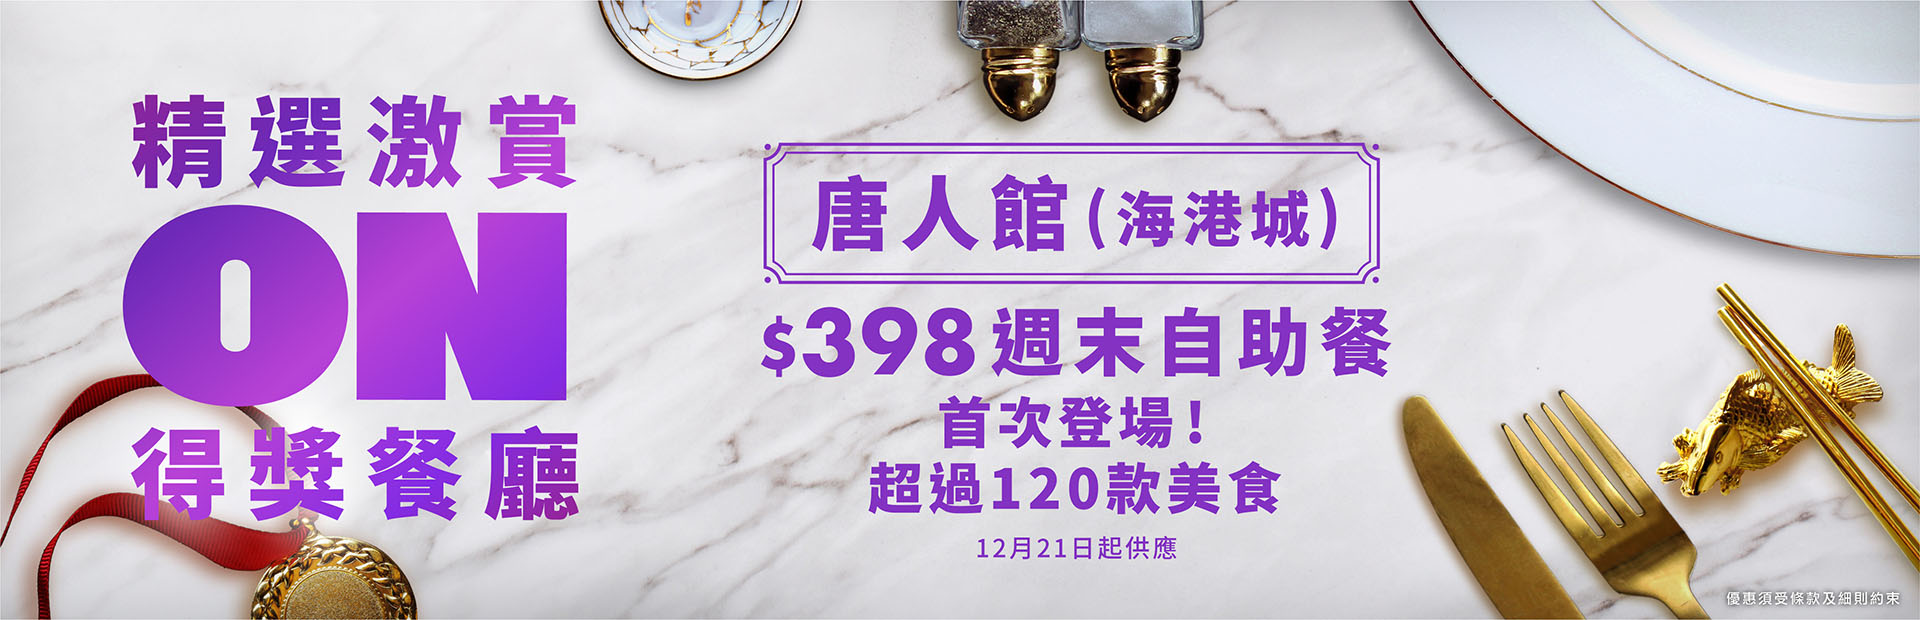 精選激賞
ON
得獎餐廳
唐人館(海港城)
$398週末自助餐
首次登場!
超過120款美食
12月21日起供應
優惠須受條款及細則約束